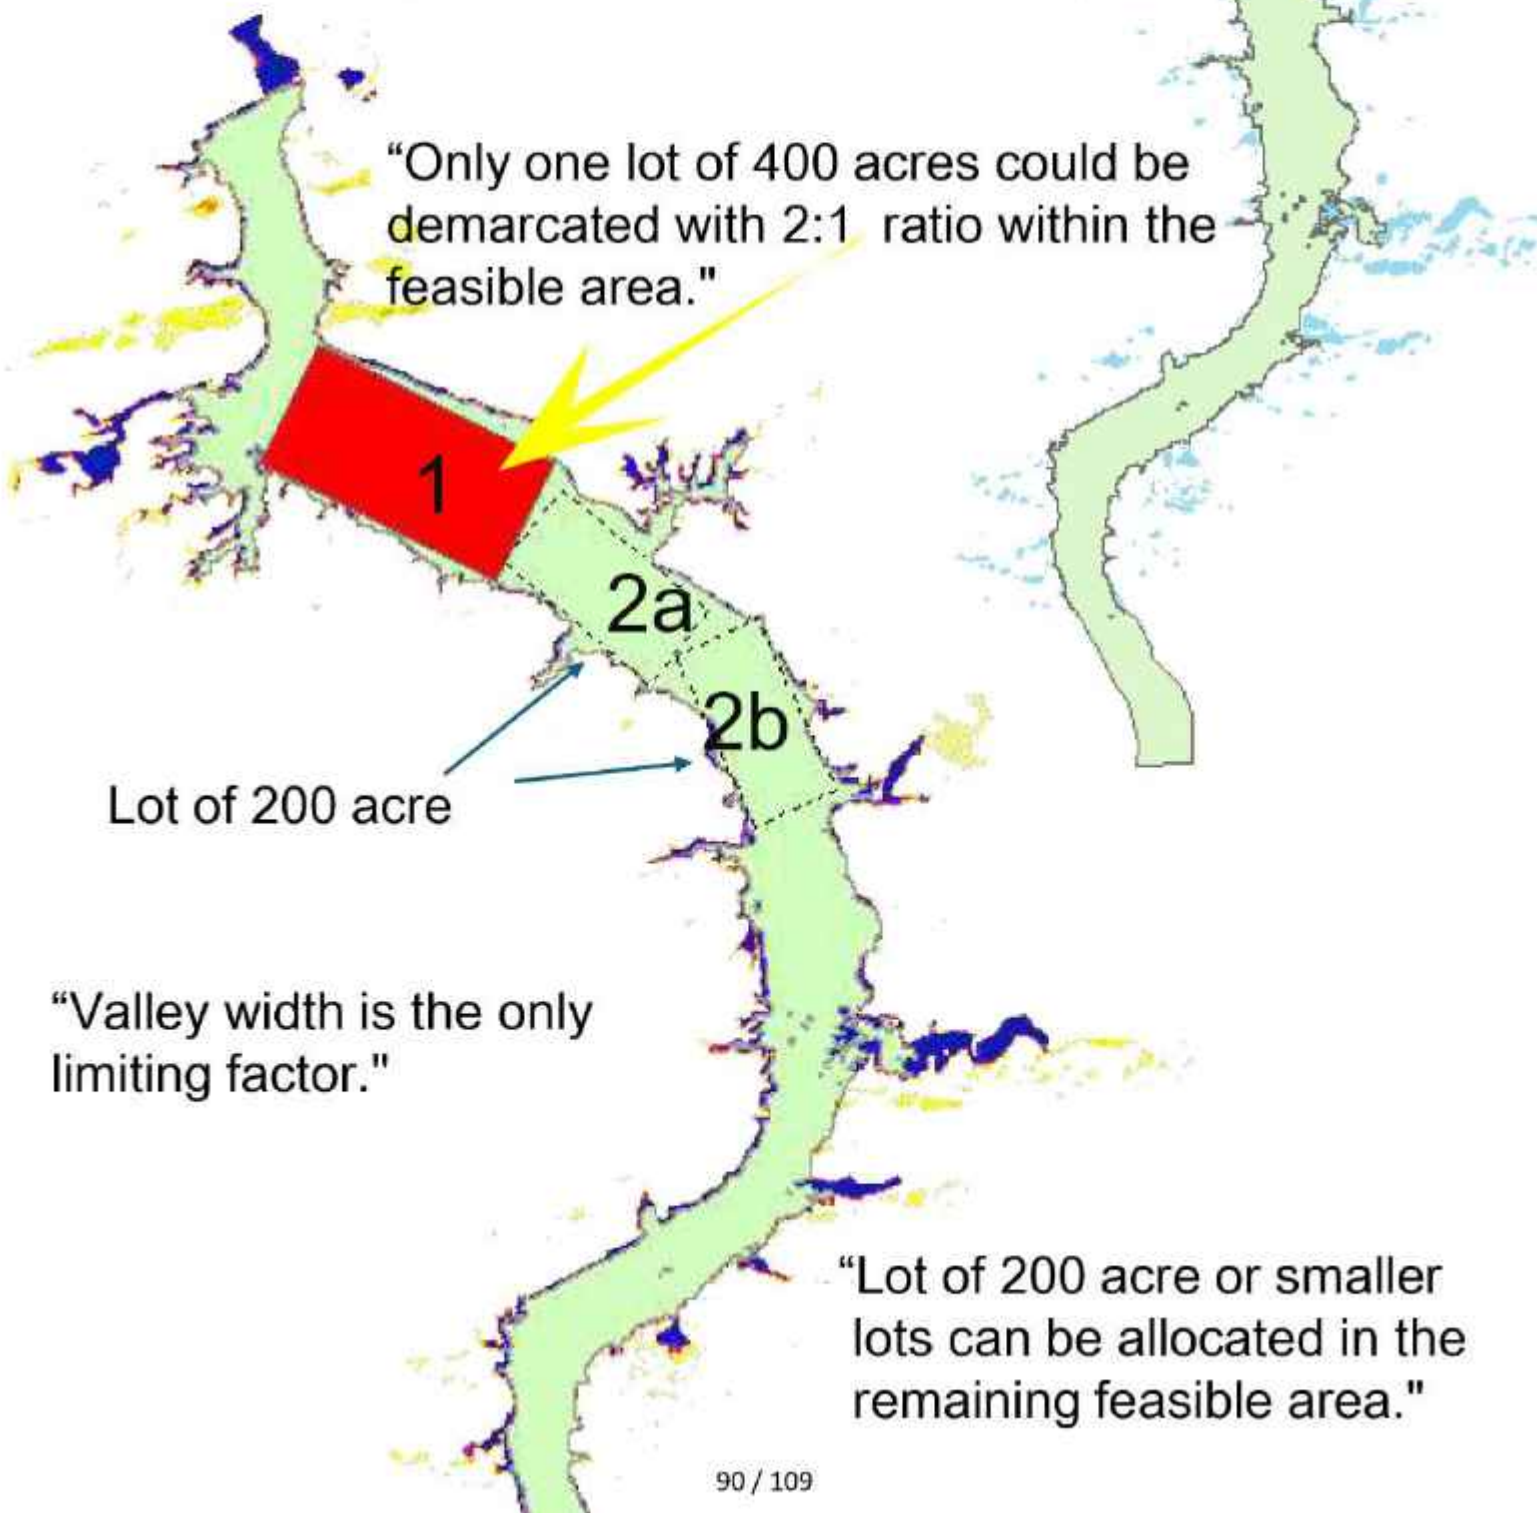 “Only one lot of 400 acres could be
demarcated with 2:1 ratio within the
feasible area."
1
2a
2b
Lot of 200 acre
“Valley width is the only
limiting factor."
“Lot of 200 acre or smaller
lots can be allocated in the
remaining feasible area."
90 / 109